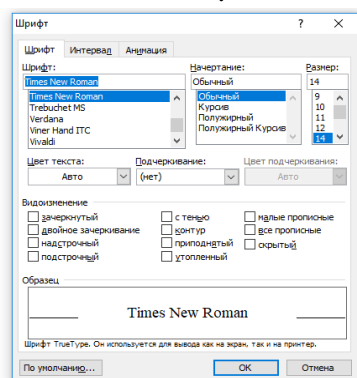 Шрифт ? ×
Шрифт Интервал Анимация
Шрифт: Начертание: Размер:
Times New Roman Обычный 14
Times New Roman Обычный 9
Trebuchet MS Курсив 10
Verdana Полужирный 11
Viner Hand ITC Полужирный Курсив 12
Vivaldi 14
Цвет текста: Подчеркивание: Цвет подчеркивания:
Авто (нет) Авто
Видоизменение
зачеркнутый с тенью малые прописные
двойное зачеркивание контур все прописные
надстрочный приподнятый скрытый
подстрочный утопленный
Образец
Times New Roman
Шрифт TrueType. Он используется для вывода как на экран, так и на принтер.
По умолчанию... ОК Отмена